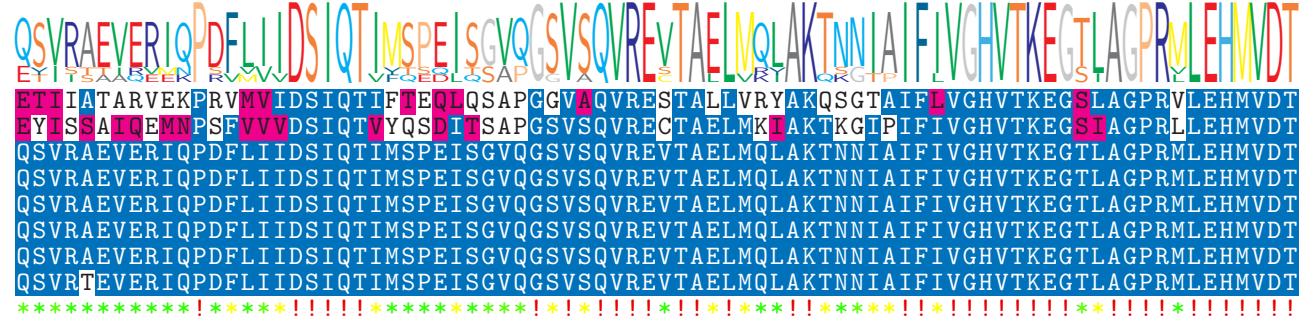 QSVRAEVERIQPDFLIIDSIQTIMSPEISGVQGSVSQVREVTAELMQLAKTNNIAIFIVGHVTKEGTLAGPRMLEHMVDT
ETIIATARVEKPRVMVIDSIQTIFTEQLQSAPGGVAQVRESTALLVRYAKQSGTAIFLVGHVTKEGSLAGPRVLEHMVDT
EYISSAIQEMNPSFVVVDSIQTVYQSDITSAPGSVSQVRECTAELMKIAKTKGIPIFIVGHVTKEGSIAGPRLLEHMVDT
QSVRAEVERIQPDFLIIDSIQTIMSPEISGVQGSVSQVREVTAELMQLAKTNNIAIFIVGHVTKEGTLAGPRMLEHMVDT
QSVRAEVERIQPDFLIIDSIQTIMSPEISGVQGSVSQVREVTAELMQLAKTNNIAIFIVGHVTKEGTLAGPRMLEHMVDT
QSVRAEVERIQPDFLIIDSIQTIMSPEISGVQGSVSQVREVTAELMQLAKTNNIAIFIVGHVTKEGTLAGPRMLEHMVDT
QSVRAEVERIQPDFLIIDSIQTIMSPEISGVQGSVSQVREVTAELMQLAKTNNIAIFIVGHVTKEGTLAGPRMLEHMVDT
QSVRAEVERIQPDFLIIDSIQTIMSPEISGVQGSVSQVREVTAELMQLAKTNNIAIFIVGHVTKEGTLAGPRMLEHMVDT
QSVRTEVERIQPDFLIIDSIQTIMSPEISGVQGSVSQVREVTAELMQLAKTNNIAIFIVGHVTKEGTLAGPRMLEHMVDT
***********!*****!!!!!**********!*!*!!!!*!!*!***!!*****!!*!!!!!!!!**!!!!*!!!!!!!